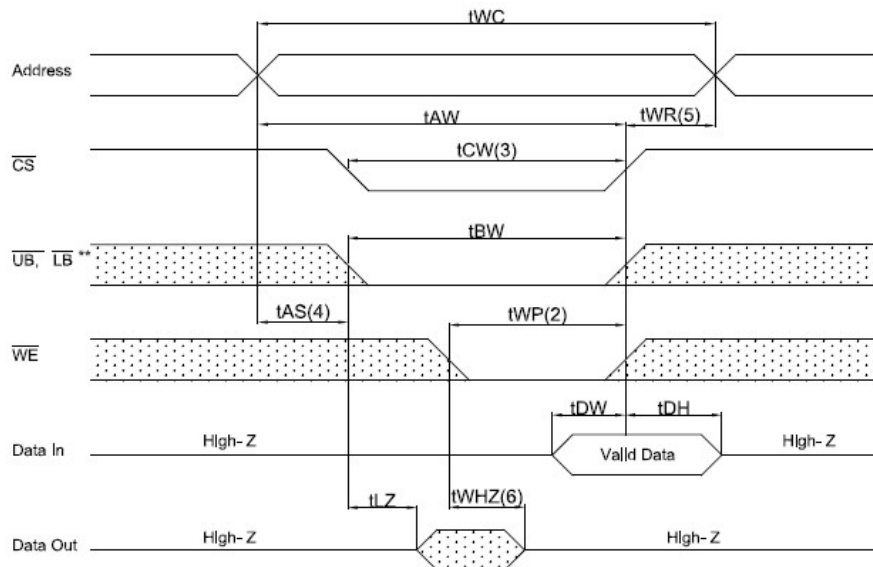 tWC
Address
tAW
tWR(5)
CS
tCW(3)
UB, LB **
tBW
tAS(4)
tWP(2)
WE
tDW
tDH
Data In
High-Z
Valid Data
High-Z
tLZ
tWHZ(6)
Data Out
High-Z
High-Z